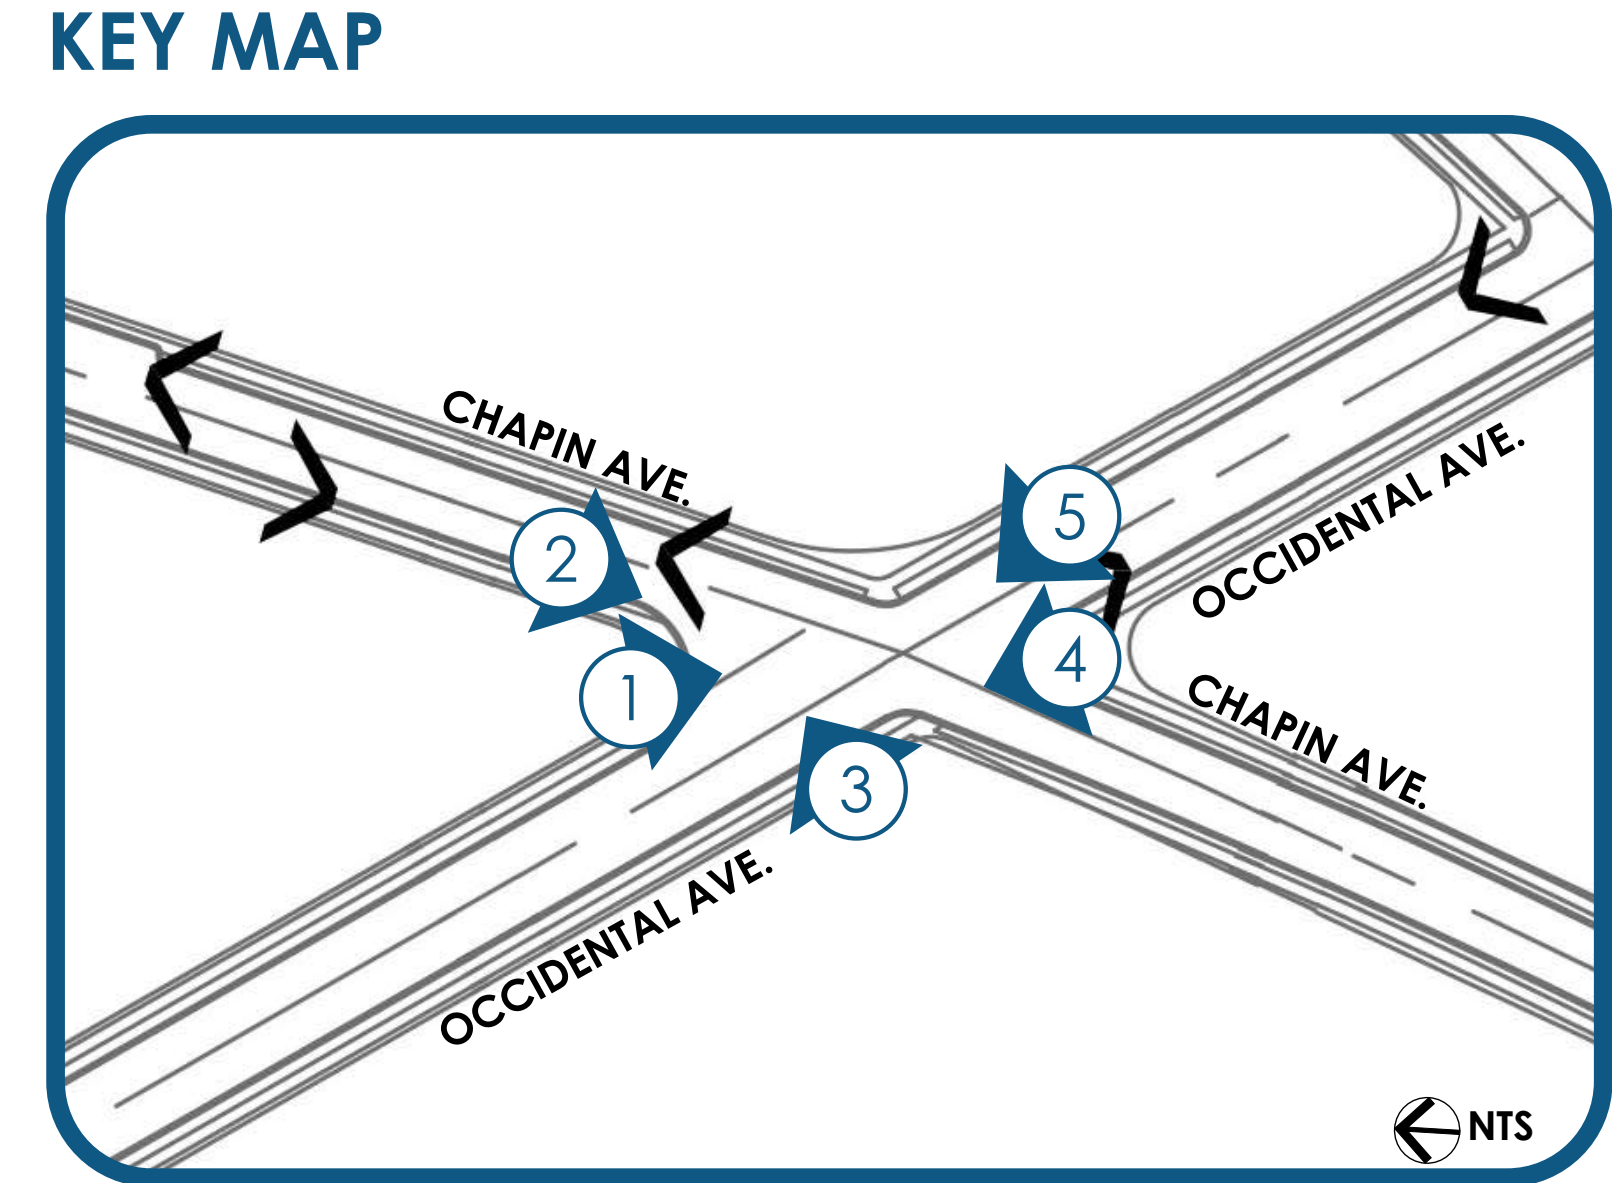 KEY MAP
CHAPIN AVE.
2
5
OCCIDENTAL AVE.
1
4
CHAPIN AVE.
3
OCCIDENTAL AVE.
NTS